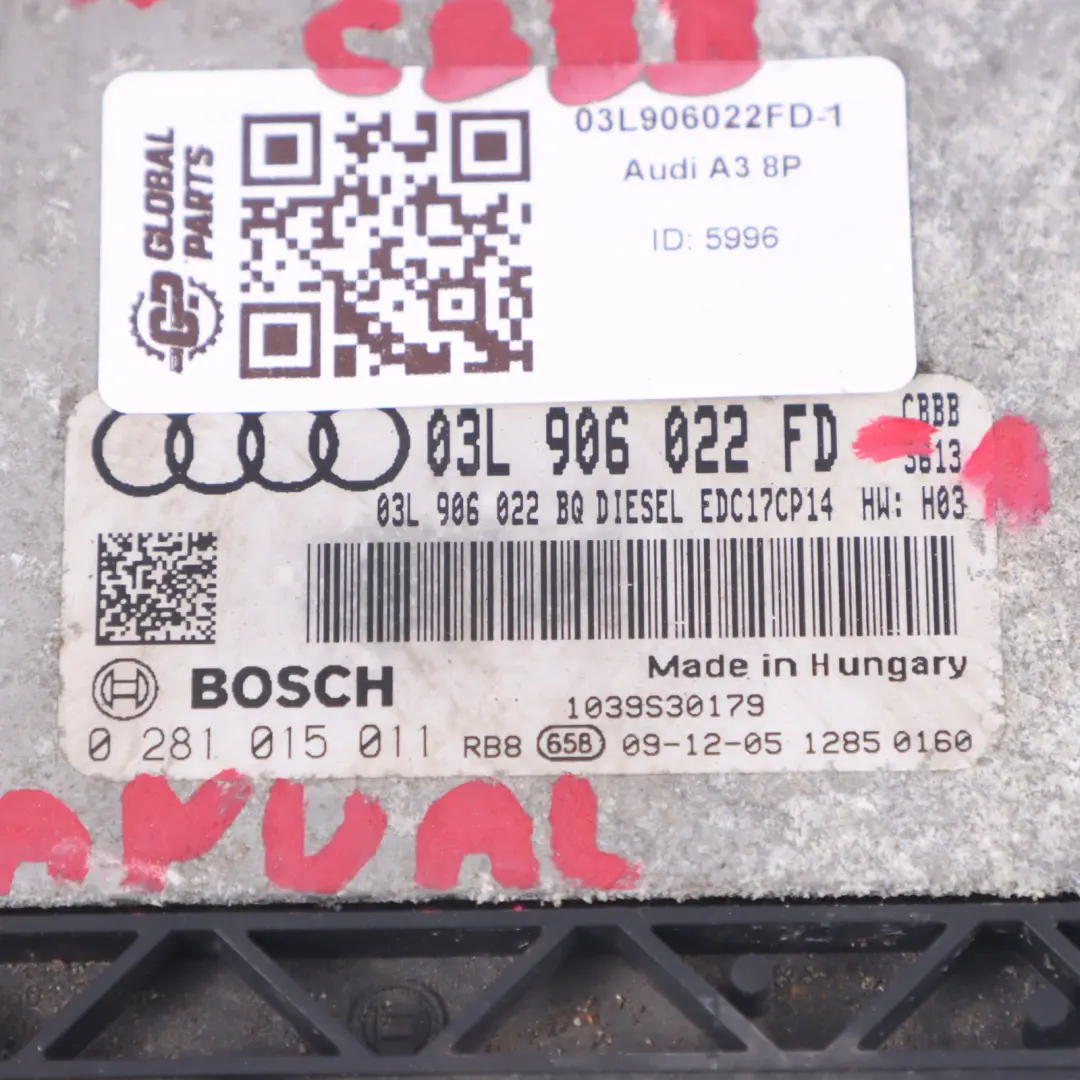 CBBB
GLOBAL
PARTS
03L906022FD-1
Audi A3 8P
ID: 5996
03L 906 022 FD CBBB
03L 906 022 BQ DIESEL EDC17CP14 HW: H03
Made in Hungary
BOSCH
1039S30179
0 281 015 011 RB8 65B 09-12-05 1285 0160